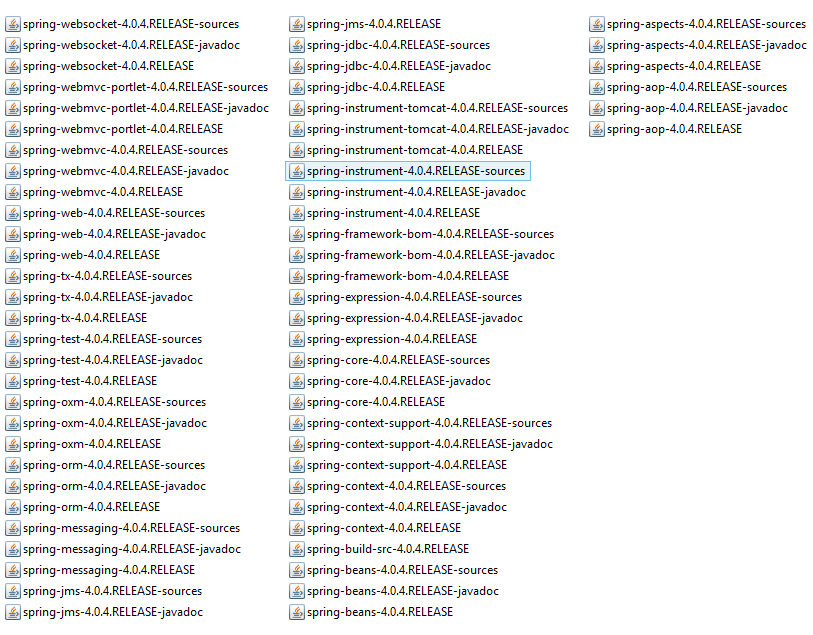 spring-websocket-4.0.4.RELEASE-sources
spring-websocket-4.0.4.RELEASE-javadoc
spring-websocket-4.0.4.RELEASE
spring-webmvc-portlet-4.0.4.RELEASE-sources
spring-webmvc-portlet-4.0.4.RELEASE-javadoc
spring-webmvc-portlet-4.0.4.RELEASE
spring-webmvc-4.0.4.RELEASE-sources
spring-webmvc-4.0.4.RELEASE-javadoc
spring-webmvc-4.0.4.RELEASE
spring-web-4.0.4.RELEASE-sources
spring-web-4.0.4.RELEASE-javadoc
spring-web-4.0.4.RELEASE
spring-tx-4.0.4.RELEASE-sources
spring-tx-4.0.4.RELEASE-javadoc
spring-tx-4.0.4.RELEASE
spring-test-4.0.4.RELEASE-sources
spring-test-4.0.4.RELEASE-javadoc
spring-test-4.0.4.RELEASE
spring-oxm-4.0.4.RELEASE-sources
spring-oxm-4.0.4.RELEASE-javadoc
spring-oxm-4.0.4.RELEASE
spring-orm-4.0.4.RELEASE-sources
spring-orm-4.0.4.RELEASE-javadoc
spring-orm-4.0.4.RELEASE
spring-messaging-4.0.4.RELEASE-sources
spring-messaging-4.0.4.RELEASE-javadoc
spring-messaging-4.0.4.RELEASE
spring-jms-4.0.4.RELEASE-sources
spring-jms-4.0.4.RELEASE-javadoc
spring-jms-4.0.4.RELEASE
spring-jdbc-4.0.4.RELEASE-sources
spring-jdbc-4.0.4.RELEASE-javadoc
spring-jdbc-4.0.4.RELEASE
spring-instrument-tomcat-4.0.4.RELEASE-sources
spring-instrument-tomcat-4.0.4.RELEASE-javadoc
spring-instrument-tomcat-4.0.4.RELEASE
spring-instrument-4.0.4.RELEASE-sources
spring-instrument-4.0.4.RELEASE-javadoc
spring-instrument-4.0.4.RELEASE
spring-framework-bom-4.0.4.RELEASE-sources
spring-framework-bom-4.0.4.RELEASE-javadoc
spring-framework-bom-4.0.4.RELEASE
spring-expression-4.0.4.RELEASE-sources
spring-expression-4.0.4.RELEASE-javadoc
spring-expression-4.0.4.RELEASE
spring-core-4.0.4.RELEASE-sources
spring-core-4.0.4.RELEASE-javadoc
spring-core-4.0.4.RELEASE
spring-context-support-4.0.4.RELEASE-sources
spring-context-support-4.0.4.RELEASE-javadoc
spring-context-support-4.0.4.RELEASE
spring-context-4.0.4.RELEASE-sources
spring-context-4.0.4.RELEASE-javadoc
spring-context-4.0.4.RELEASE
spring-build-src-4.0.4.RELEASE
spring-beans-4.0.4.RELEASE-sources
spring-beans-4.0.4.RELEASE-javadoc
spring-beans-4.0.4.RELEASE
spring-aspects-4.0.4.RELEASE-sources
spring-aspects-4.0.4.RELEASE-javadoc
spring-aspects-4.0.4.RELEASE
spring-aop-4.0.4.RELEASE-sources
spring-aop-4.0.4.RELEASE-javadoc
spring-aop-4.0.4.RELEASE